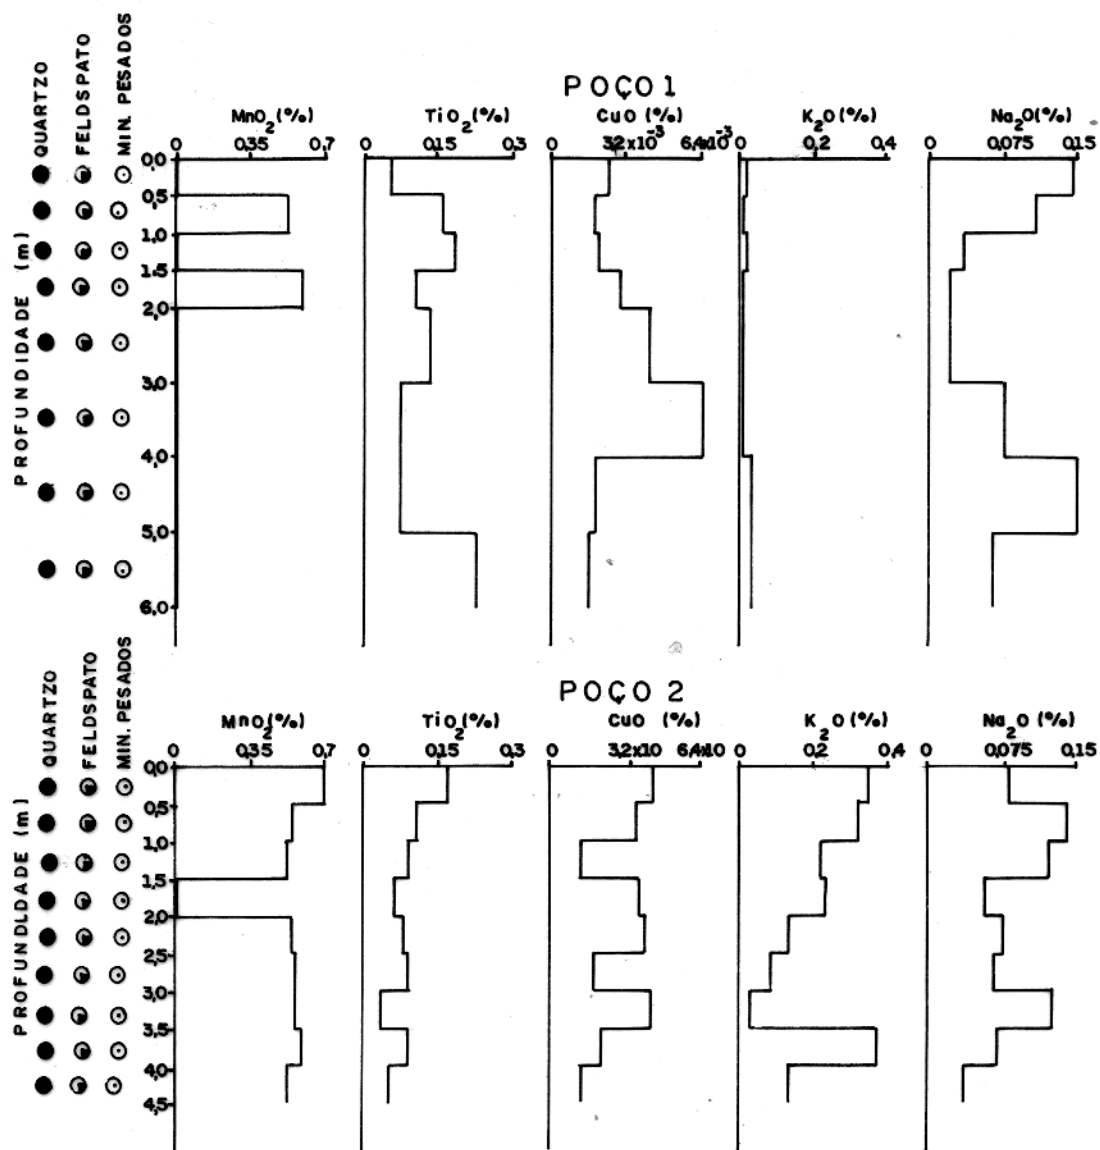 POÇO 1
QUARTZO
FELDSPATO
MIN. PESADOS
MnO2(%)
TiO2(%)
CuO (%)
K2O(%)
Na2O(%)
0 0,35 0,7
0 0,15 0,3
0 3,2x10-3 6,4x10-3
0 0,2 0,4
0 0,075 0,15
PROFUNDIDADE (m)
0,0
0,5
1,0
1,5
2,0
3,0
4,0
5,0
6,0
POÇO 2
QUARTZO
FELDSPATO
MIN. PESADOS
MnO2(%)
TiO2(%)
CuO (%)
K2O(%)
Na2O(%)
0 0,35 0,7
0 0,15 0,3
0 3,2x10 6,4x10
0 0,2 0,4
0 0,075 0,15
PROFUNDLDADE (m)
0,0
0,5
1,0
1,5
2,0
2,5
3,0
3,5
4,0
4,5